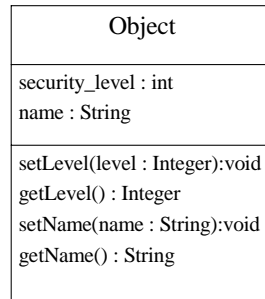 Object
security_level : int
name : String
setLevel(level : Integer):void
getLevel() : Integer
setName(name : String):void
getName() : String